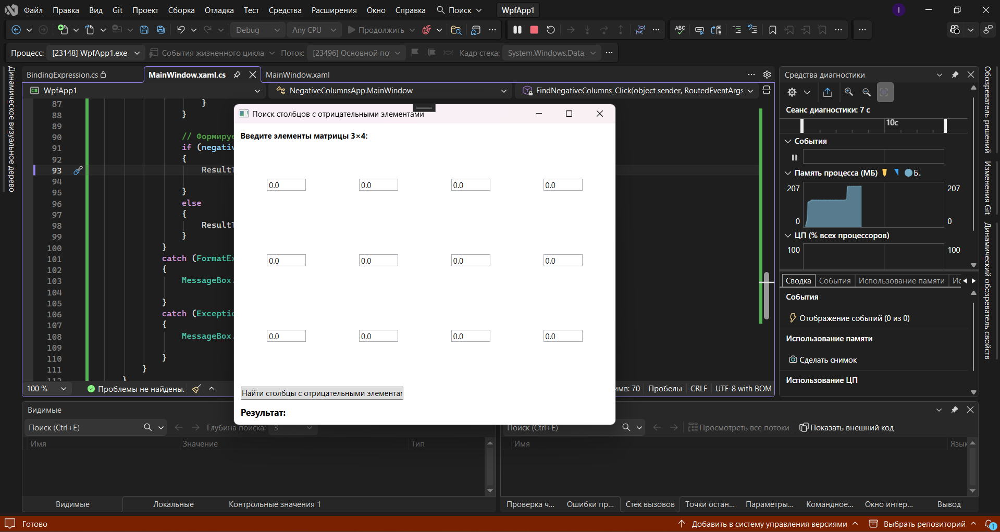 Файл Правка Вид Git Проект Сборка Отладка Тест Средства Расширения Окно Справка Поиск WpfApp1 I
Debug Any CPU Продолжить
Процесс: [23148] WpfApp1.exe События жизненного цикла Поток: [23496] Основной по Кадр стека: System.Windows.Data.
Динамическое визуальное дерево
BindingExpression.cs MainWindow.xaml.cs MainWindow.xaml
WpfApp1 NegativeColumnsApp.MainWindow FindNegativeColumns_Click(object sender, RoutedEventArgs
87 }
88 }
89
90 // Формируе
91 if (negativ
92 {
93 ResultT
94
95 }
96 else
97 {
98 ResultT
99 }
100 }
101 catch (FormatEx
102 {
103 MessageBox.
104
105 }
106 catch (Exceptio
107 {
108 MessageBox.
109
110 }
111 }
112 }
Поиск столбцов с отрицательными элементами
Введите элементы матрицы 3×4:
0.0 0.0 0.0 0.0
0.0 0.0 0.0 0.0
0.0 0.0 0.0 0.0
Найти столбцы с отрицательными элементам
Результат:
100 % Проблемы не найдены. имв: 70 Пробелы CRLF UTF-8 with BOM
Средства диагностики
Сеанс диагностики: 7 с
10с
События
Память процесса (МБ) Б..
207 207
0 0
ЦП (% всех процессоров)
100 100
Сводка События Использование памяти Ис
События
Отображение событий (0 из 0)
Использование памяти
Сделать снимок
Использование ЦП
Обозреватель решений
Изменения Git
Динамический обозреватель свойств
Видимые
Поиск (Ctrl+E) Глубина поиска: 3
Имя Значение Тип
Видимые Локальные Контрольные значения 1
Поиск (Ctrl+E) Просмотреть все потоки Показать внешний код
Имя Язык
Проверка ч... Ошибки пр... Стек вызовов Точки остан... Параметры... Командное... Окно интер... Вывод
Готово Добавить в систему управления версиями Выбрать репозиторий 1